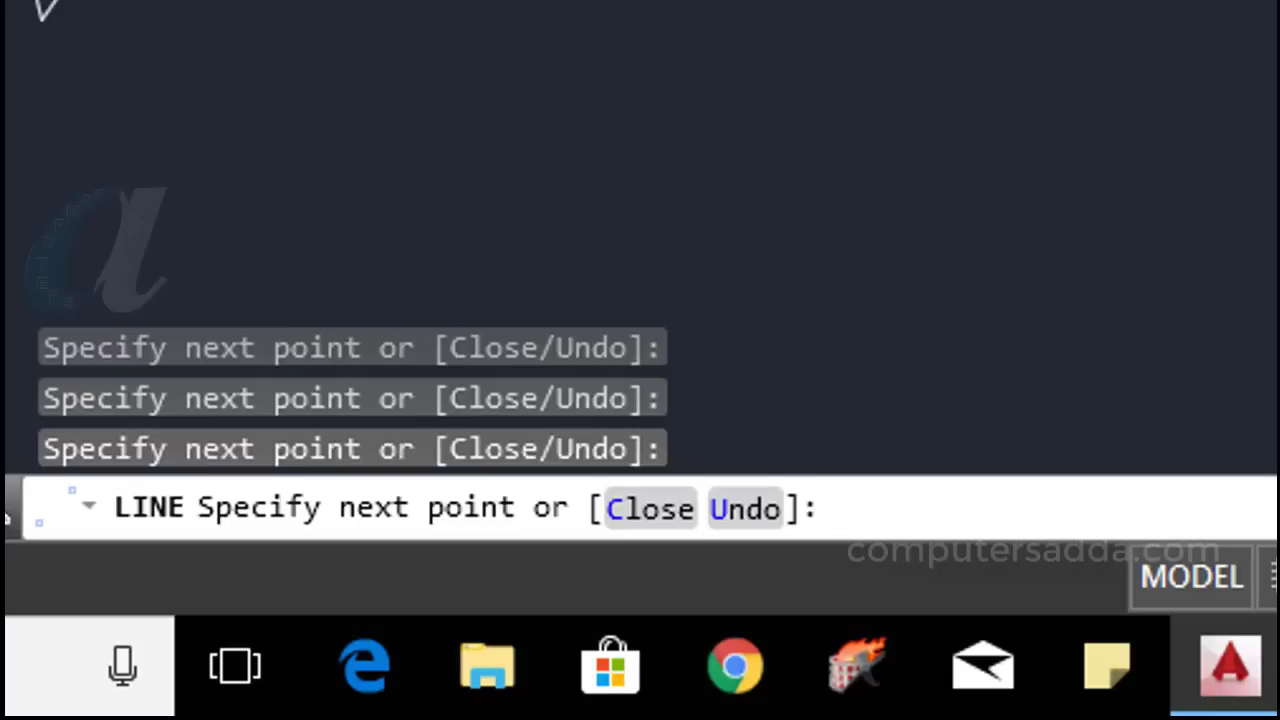 Specify next point or [Close/Undo]:
Specify next point or [Close/Undo]:
Specify next point or [Close/Undo]:
LINE Specify next point or [Close Undo]:
computersadda.com
MODEL